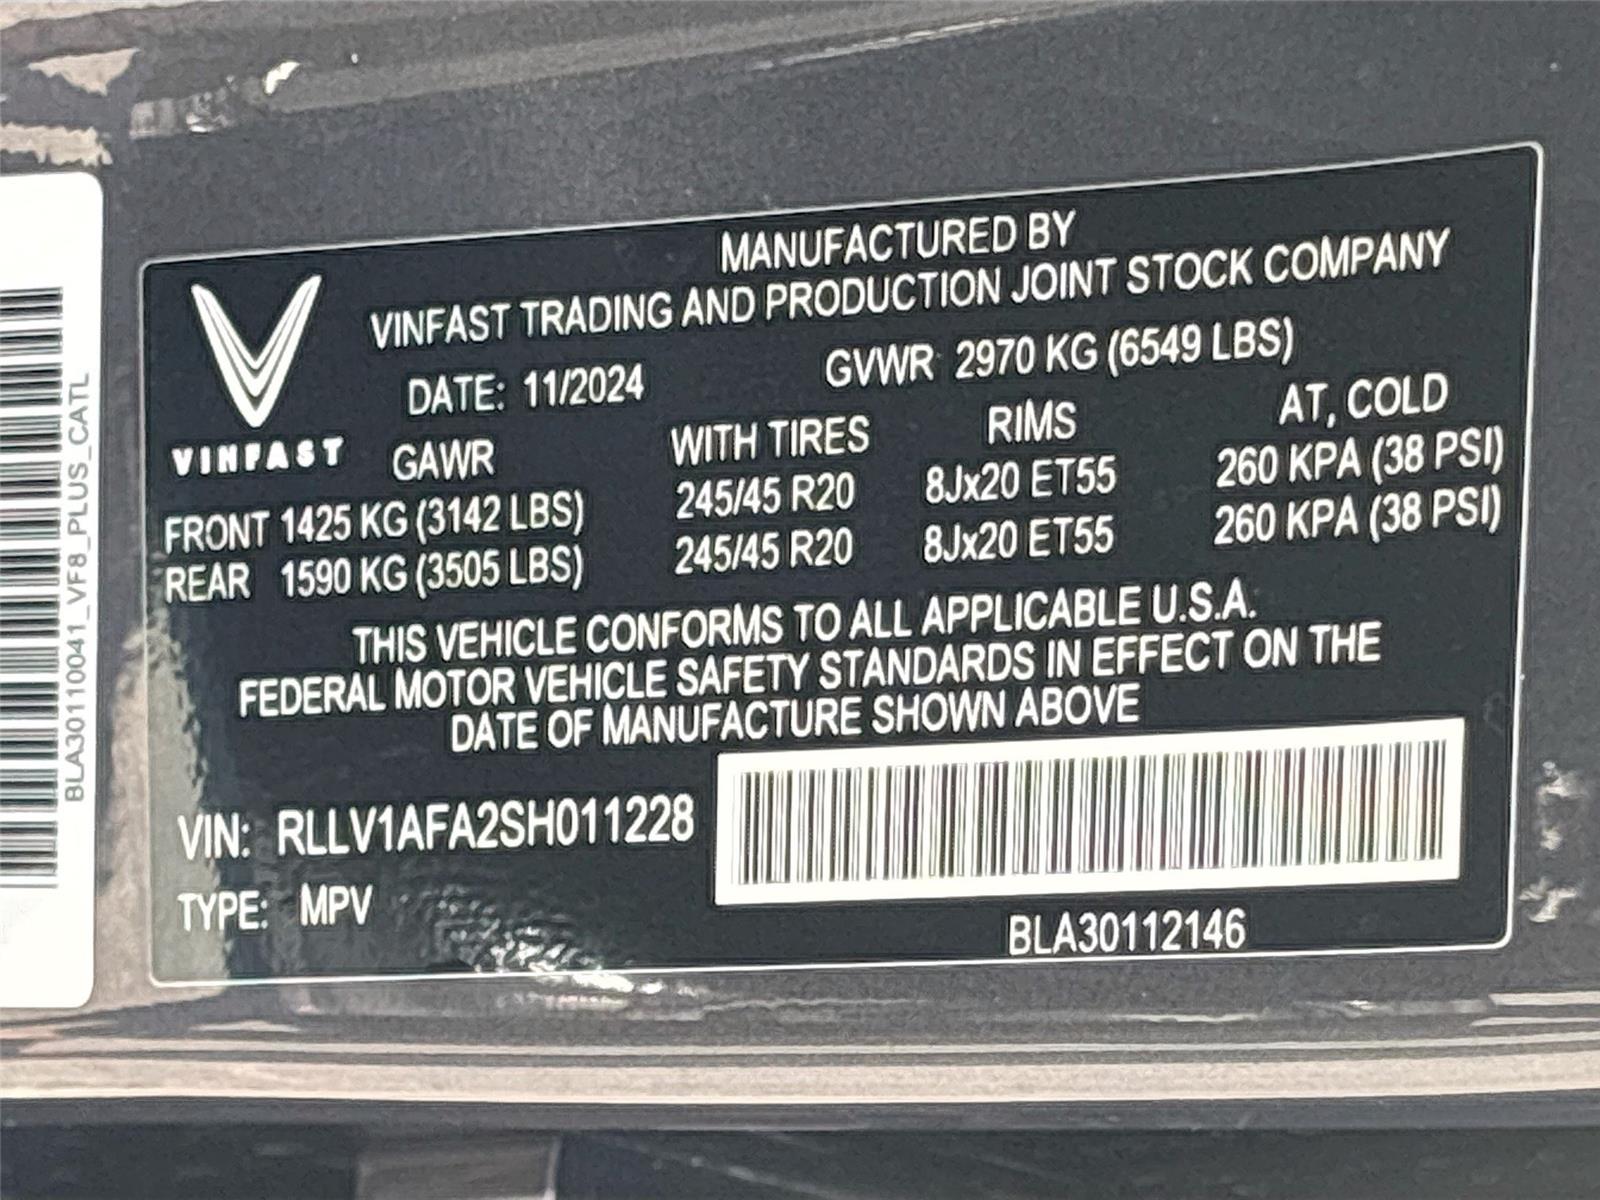 MANUFACTURED BY
VINFAST TRADING AND PRODUCTION JOINT STOCK COMPANY
DATE: 11/2024 GVWR 2970 KG (6549 LBS)
VINFAST
GAWR WITH TIRES RIMS AT, COLD
FRONT 1425 KG (3142 LBS) 245/45 R20 8Jx20 ET55 260 KPA (38 PSI)
REAR 1590 KG (3505 LBS) 245/45 R20 8Jx20 ET55 260 KPA (38 PSI)
THIS VEHICLE CONFORMS TO ALL APPLICABLE U.S.A.
FEDERAL MOTOR VEHICLE SAFETY STANDARDS IN EFFECT ON THE
DATE OF MANUFACTURE SHOWN ABOVE
VIN: RLLV1AFA2SH011228
TYPE: MPV
BLA30112146
BLA30110041_VF8_PLUS_CATL